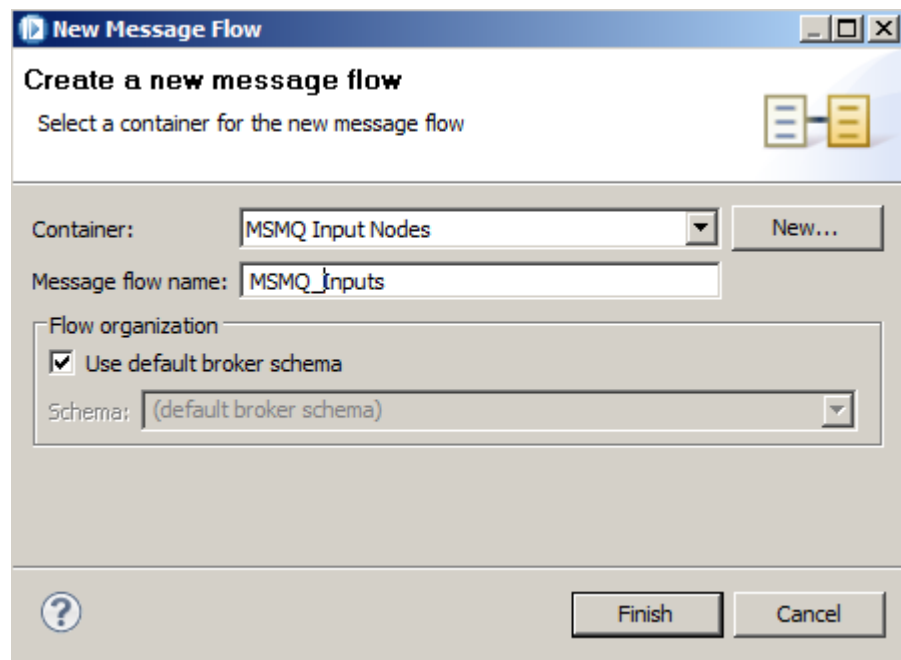 New Message Flow
Create a new message flow
Select a container for the new message flow
Container: MSMQ Input Nodes New...
Message flow name: MSMQ_Inputs
Flow organization
Use default broker schema
Schema: (default broker schema)
?
Finish Cancel